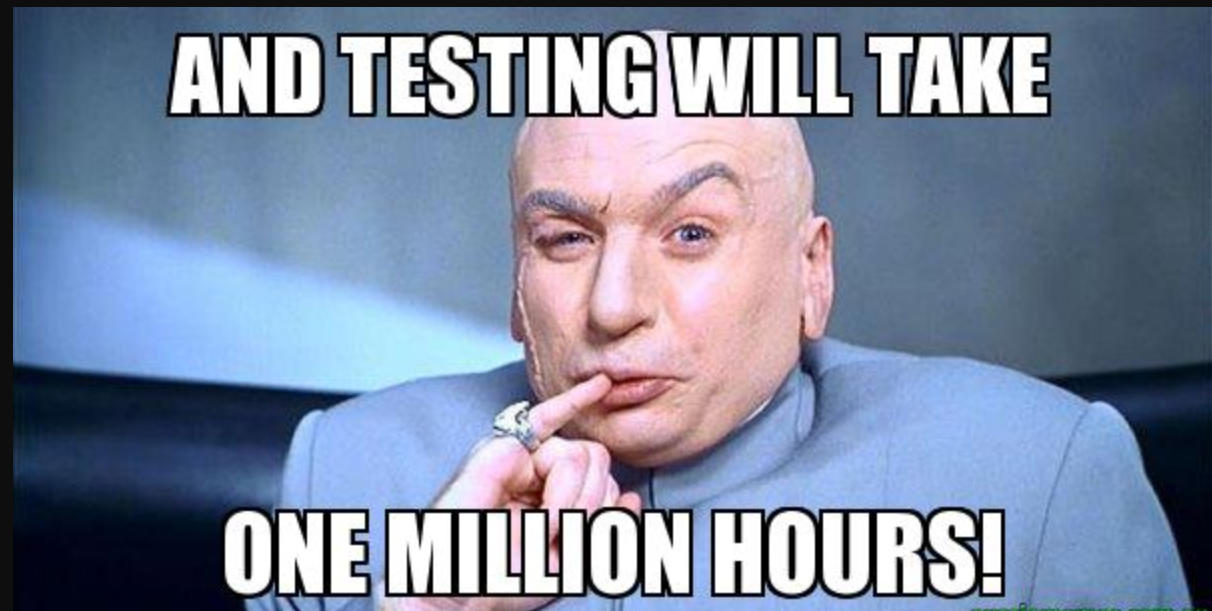 AND TESTING WILL TAKE
ONE MILLION HOURS!